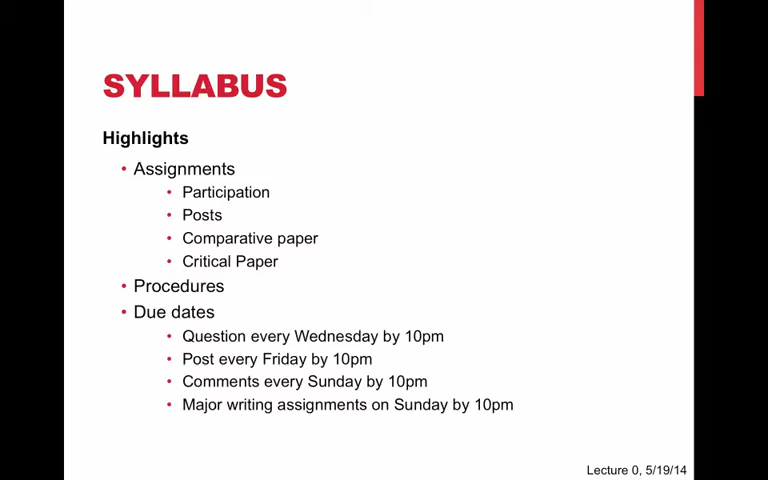 SYLLABUS
Highlights
• Assignments
• Participation
• Posts
• Comparative paper
• Critical Paper
• Procedures
• Due dates
• Question every Wednesday by 10pm
• Post every Friday by 10pm
• Comments every Sunday by 10pm
• Major writing assignments on Sunday by 10pm
Lecture 0, 5/19/14